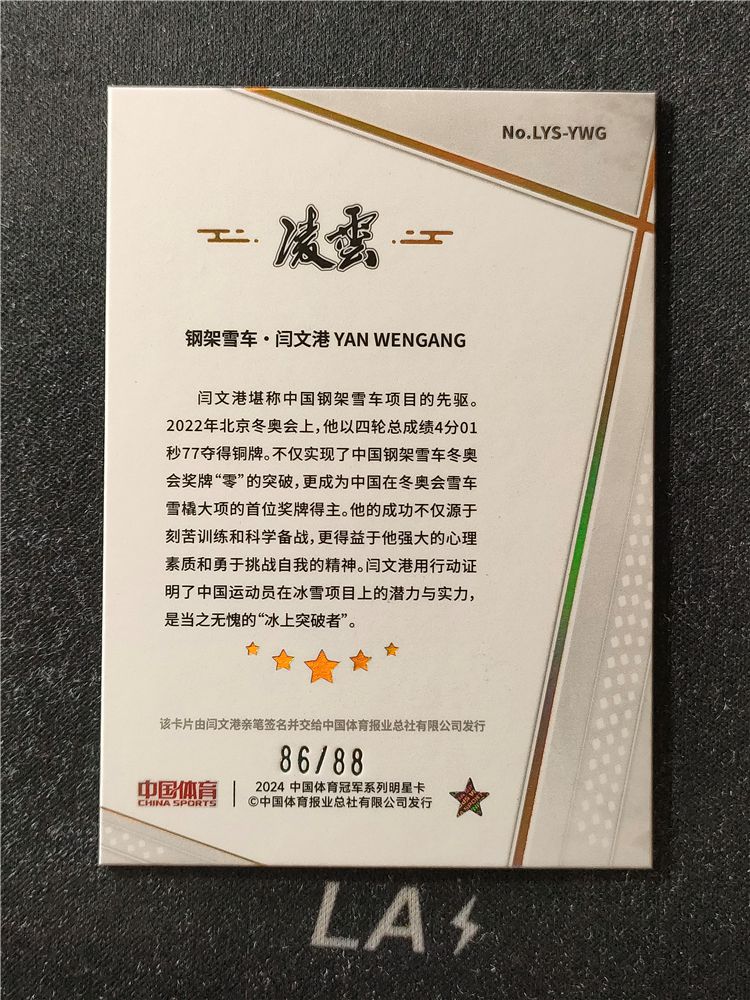 No.LYS-YWG
凌雲
钢架雪车·闫文港 YAN WENGANG
闫文港堪称中国钢架雪车项目的先驱。
2022年北京冬奥会上，他以四轮总成绩4分01
秒77夺得铜牌。不仅实现了中国钢架雪车冬奥
会奖牌“零”的突破，更成为中国在冬奥会雪车
雪橇大项的首位奖牌得主。他的成功不仅源于
刻苦训练和科学备战，更得益于他强大的心理
素质和勇于挑战自我的精神。闫文港用行动证
明了中国运动员在冰雪项目上的潜力与实力，
是当之无愧的“冰上突破者”。
该卡片由闫文港亲笔签名并交给中国体育报业总社有限公司发行
86/88
中国体育
CHINA SPORTS
2024 中国体育冠军系列明星卡
©中国体育报业总社有限公司发行
LA